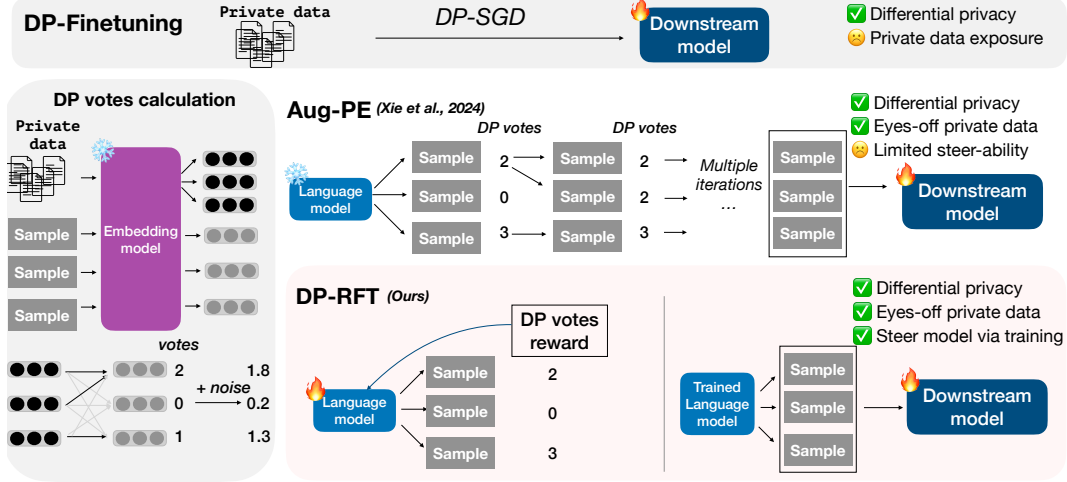 DP-Finetuning
Private data
DP-SGD
Downstream
model
Differential privacy
Private data exposure
DP votes calculation
Private
data
Embedding
model
Sample
Sample
Sample
votes
2
1.8
+ noise
0
0.2
1
1.3
Aug-PE (Xie et al., 2024)
DP votes
DP votes
Language
model
Sample
2
Sample
2
Sample
0
Sample
2
Sample
3
Sample
3
Multiple
iterations
...
Sample
Sample
Sample
Downstream
model
Differential privacy
Eyes-off private data
Limited steer-ability
DP-RFT (Ours)
DP votes
reward
Language
model
Sample
2
Sample
0
Sample
3
Trained
Language
model
Sample
Sample
Sample
Downstream
model
Differential privacy
Eyes-off private data
Steer model via training